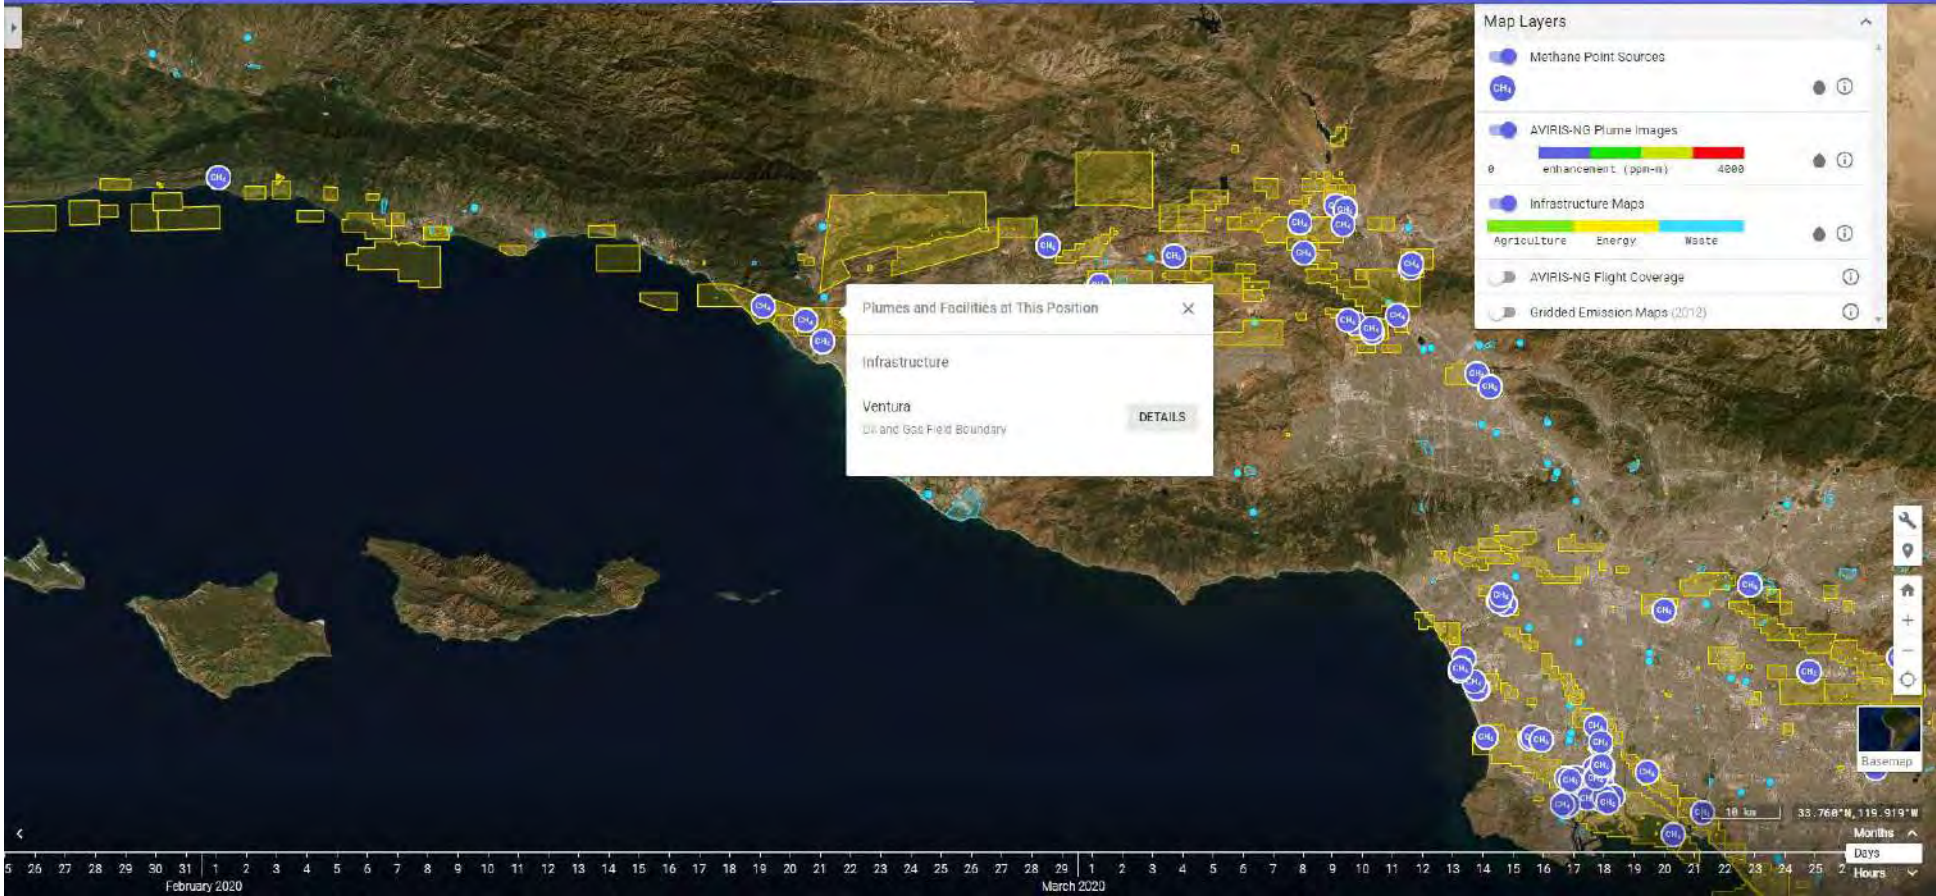 Map Layers
Methane Point Sources
CH₄
AVIRIS-NG Plume Images
0 enhancement (ppm-m) 4000
Infrastructure Maps
Agriculture Energy Waste
AVIRIS-NG Flight Coverage
Gridded Emission Maps (2012)
Plumes and Facilities at This Position
Infrastructure
Ventura
DETAILS
Oil and Gas Field Boundary
Basemap
10 km
33.760°N, 119.919°W
Months
Days
Hours
26 27 28 29 30 31 1 2 3 4 5 6 7 8 9 10 11 12 13 14 15 16 17 18 19 20 21 22 23 24 25 26 27 28 29 1 2 3 4 5 6 7 8 9 10 11 12 13 14 15 16 17 18 19 20 21 22 23 24 25
February 2020
March 2020